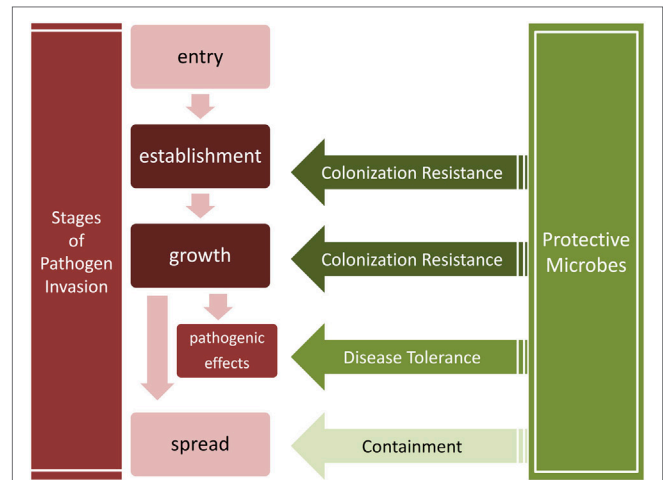 entry
establishment
Colonization Resistance
Stages
of
Pathogen
Invasion
growth
Colonization Resistance
Protective
Microbes
pathogenic
effects
Disease Tolerance
spread
Containment